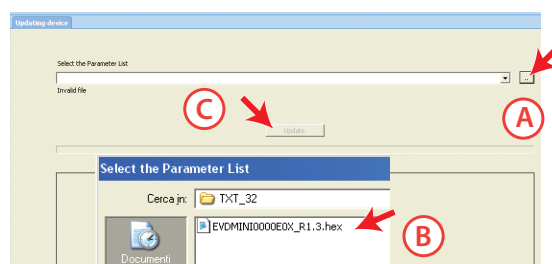 Updating device
Select the Parameter List
..
Invalid file
A
C
Update
Select the Parameter List
Cerca in: TXT_32
EVDMINI0000E0X_R1.3.hex
B
Documenti